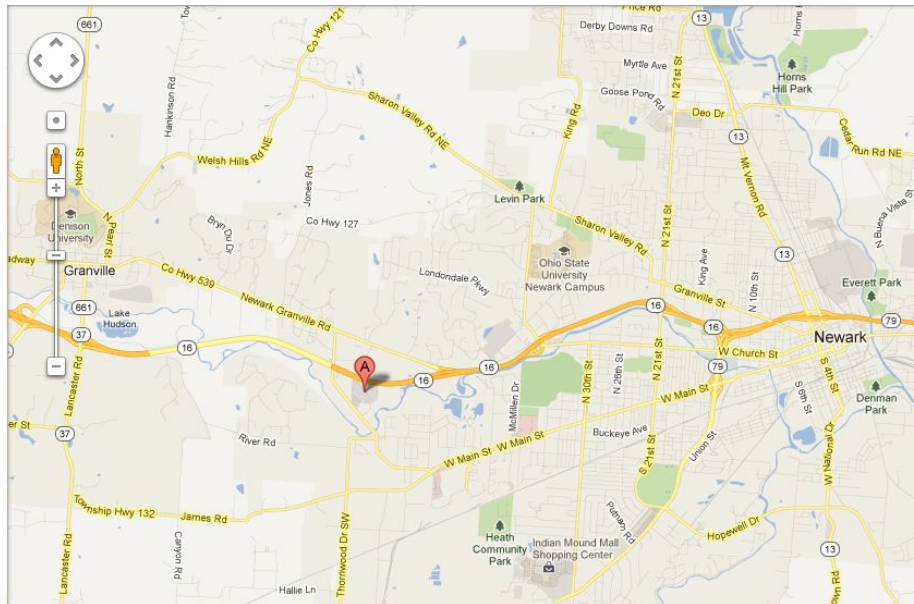 661
Co Hwy 121
Price Rd
13
Derby Downs Rd
Myrtle Ave
N 21st St
Horns
Hill Park
Goose Pond Rd
Hankinson Rd
Sharon Valley Rd NE
King Rd
Deo Dr
13
Cedar Run Rd NE
North St
Welsh Hills Rd NE
Jones Rd
Mt Vernon Rd
Levin Park
N Pearl St
Denison
University
Bryn Du Dr
Co Hwy 127
Sharon Valley Rd
N 21st St
N Buena Vista St
Ohio State
University
Newark Campus
King Ave
13
Granville
Co Hwy 539
Londondale Pkwy
N 10th St
Everett Park
661
Lake
Hudson
Newark Granville Rd
Granville St
16
16
79
37
16
Newark
W Church St
A
16
16
79
Lancaster Rd
N 30th St
N 26th St
S 21st St
S 4th St
S 6th St
Denman
Park
McMillen Dr
W Main St
37
River Rd
Buckeye Ave
W Main St
W Main St
Union St
S 21st St
W National Dr
Township Hwy 132
James Rd
Putnam Rd
Hopewell Dr
Canyon Rd
Thornwood Dr SW
Heath
Community
Park
Indian Mound Mall
Shopping Center
13
Lancaster Rd
Hallie Ln